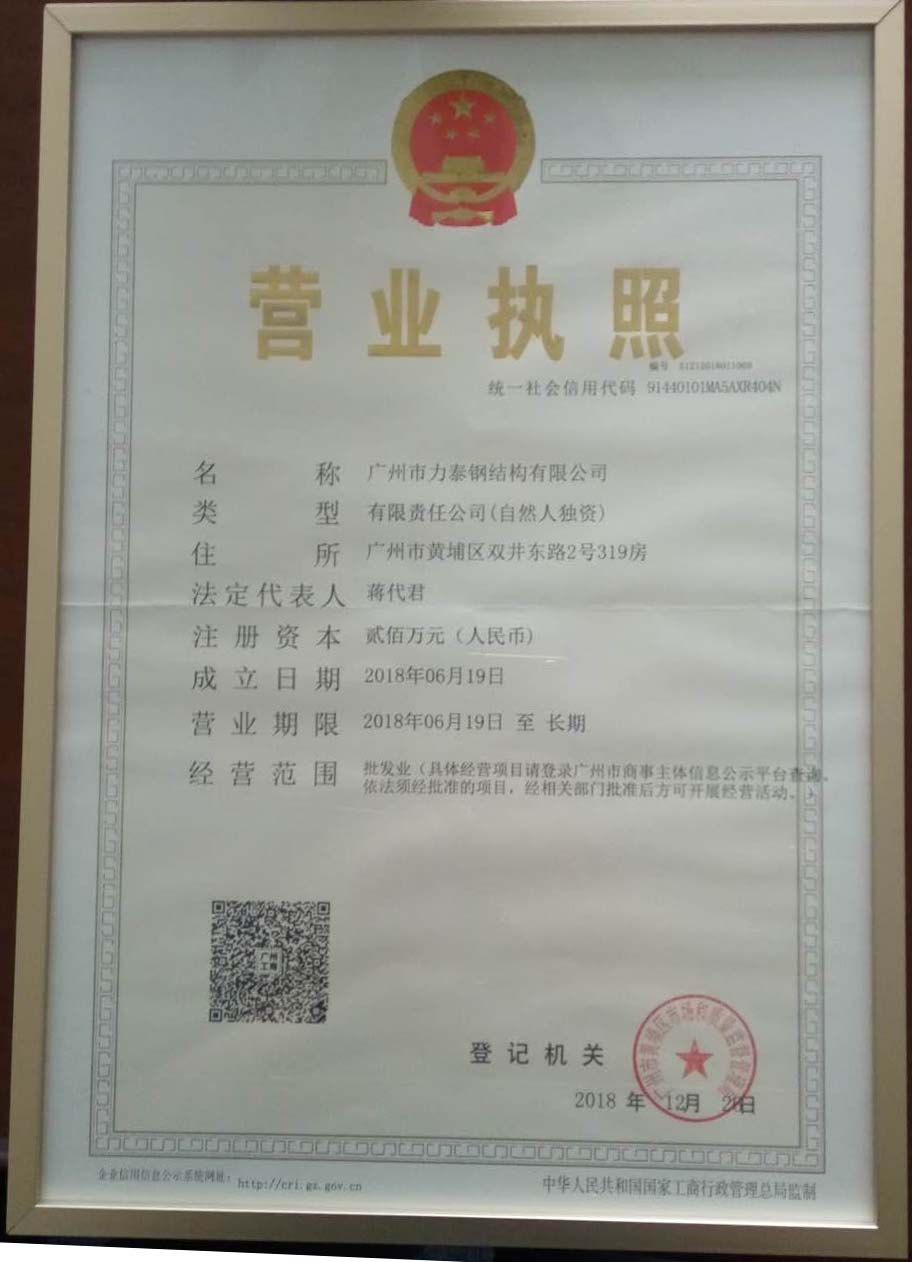 营业执照
编号 S1212018011069
统一社会信用代码 91440101MA5AXR404N
名称 广州市力泰钢结构有限公司
类型 有限责任公司(自然人独资)
住所 广州市黄埔区双井东路2号319房
法定代表人 蒋代君
注册资本 贰佰万元（人民币）
成立日期 2018年06月19日
营业期限 2018年06月19日 至 长期
经营范围 批发业（具体经营项目请登录广州市商事主体信息公示平台查询。
依法须经批准的项目，经相关部门批准后方可开展经营活动。）
广州
工商
登记机关
2018 年 12月 日
企业信用信息公示系统网址： http://cri.gz.gov.cn
中华人民共和国国家工商行政管理总局监制